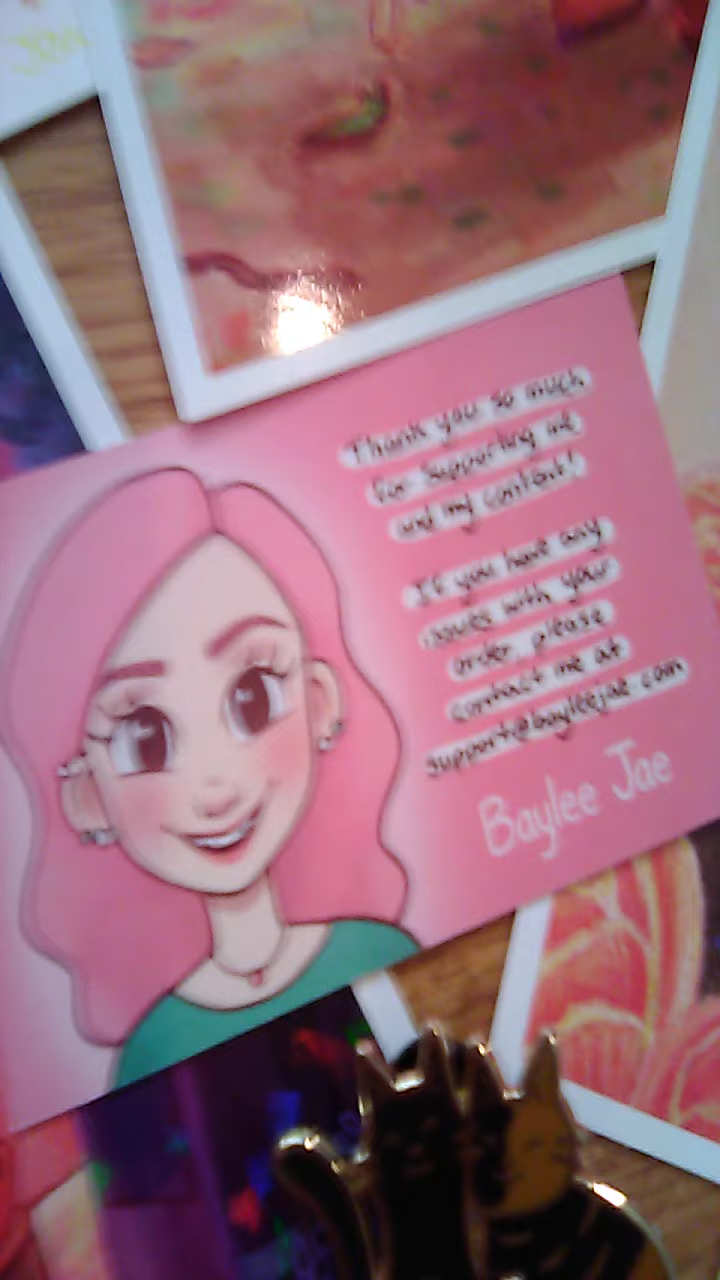 Thank you so much
for supporting me
and my content!
If you have any
issues with your
order, please
contact me at
support@bayleejae.com
Baylee Jae